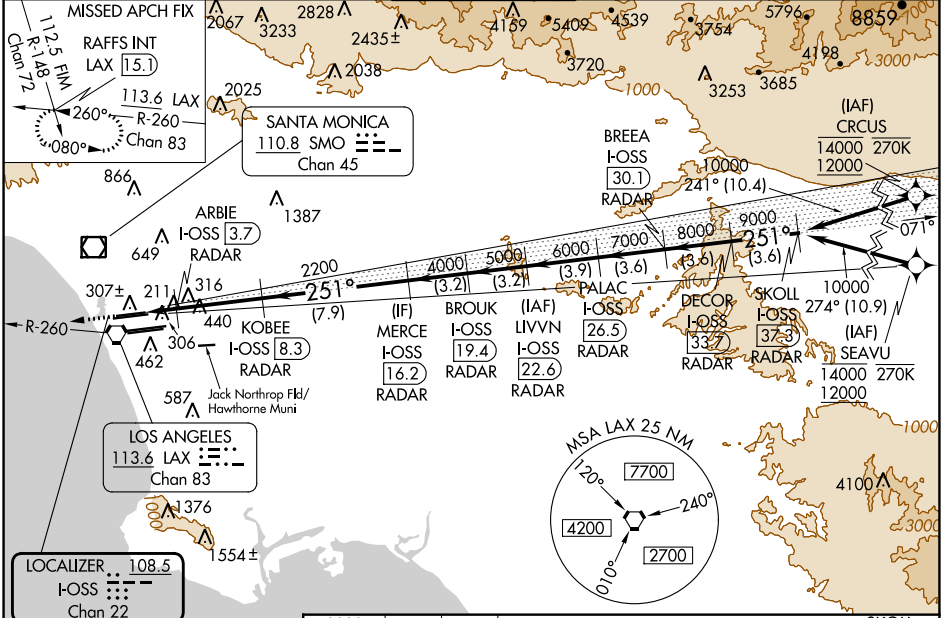 MISSED APCH FIX
112.5 FIM
R-148
Chan 72
RAFFS INT
LAX 15.1
113.6 LAX
R-260
Chan 83
260°
080°
2067
3233
2828
2435±
2038
2025
4159
5409
4539
3720
3754
5796
4198
8859
3253
3685
3000
1000
SANTA MONICA
110.8 SMO
Chan 45
866
1387
649
BREEA
I-OSS
30.1
RADAR
(IAF)
CRCUS
14000 270K
12000
10000
241° (10.4)
071°
ARBIE
I-OSS 3.7
RADAR
307±
211
316
440
306
462
587
R-260
2200
251°
(7.9)
4000
(3.2)
5000
(3.2)
6000
(3.9)
7000
(3.6)
8000
(3.6)
9000
(3.6)
251°
10000
274° (10.9)
(IAF)
SEAVU
14000 270K
12000
KOBEE
I-OSS 8.3
RADAR
(IF)
MERCE
I-OSS
16.2
RADAR
BROUK
I-OSS
19.4
RADAR
(IAF)
LIVVN
I-OSS
22.6
RADAR
PALAC
I-OSS
26.5
RADAR
DECOR
I-OSS
33.7
RADAR
SKOLL
I-OSS
37.3
RADAR
Jack Northrop Fld/
Hawthorne Muni
LOS ANGELES
113.6 LAX
Chan 83
1376
1554±
LOCALIZER 108.5
I-OSS
Chan 22
MSA LAX 25 NM
120°
7700
240°
4200
2700
010°
1000
4100
3000